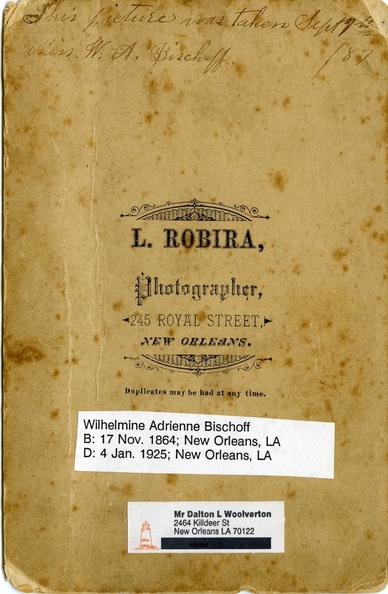 This picture was taken Sept
Miss. W. A. Bischoff.
L. ROBIRA,
Photographer,
245 ROYAL STREET,
NEW ORLEANS.
Duplicates may be had at any time.
Wilhelmine Adrienne Bischoff
B: 17 Nov. 1864; New Orleans, LA
D: 4 Jan. 1925; New Orleans, LA
Mr Dalton L Woolverton
2464 Killdeer St
New Orleans LA 70122